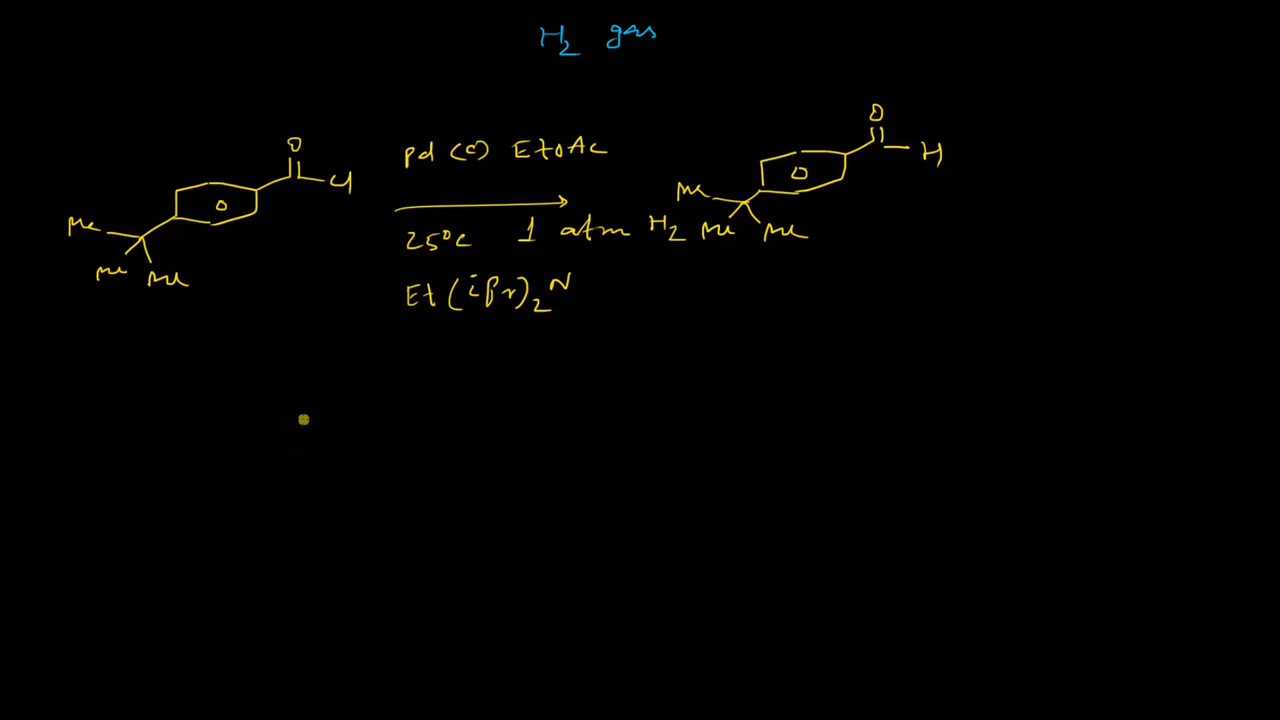 H2 gas
O
Cl
Me
Me Me
Pd (C) EtOAc
25°C 1 atm H2
Et(iPr)2N
O
H
Me
Me Me